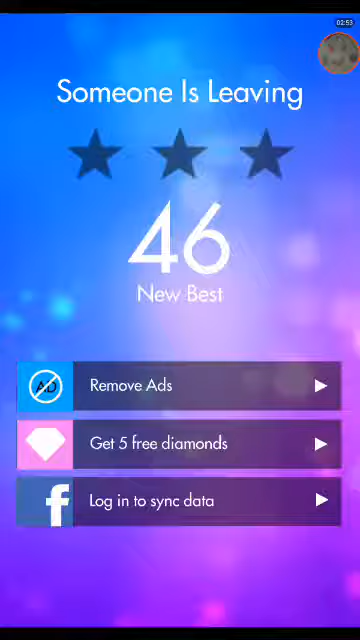 02:53
Someone Is Leaving
46
New Best
AD
Remove Ads
Get 5 free diamonds
f
Log in to sync data